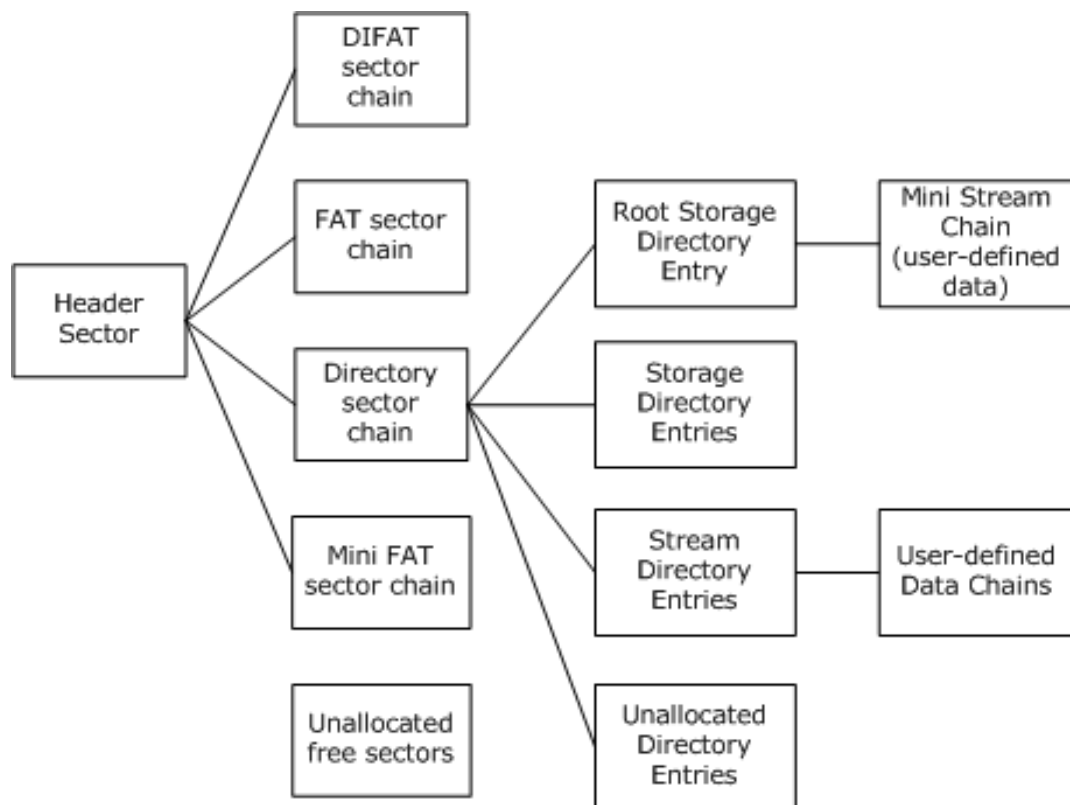 DIFAT
sector
chain
FAT sector
chain
Header
Sector
Directory
sector
chain
Mini FAT
sector chain
Unallocated
free sectors
Root Storage
Directory
Entry
Storage
Directory
Entries
Stream
Directory
Entries
Unallocated
Directory
Entries
Mini Stream
Chain
(user-defined
data)
User-defined
Data Chains